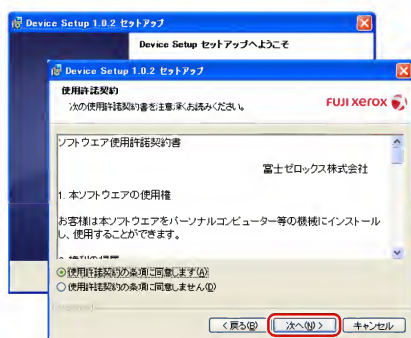 Device Setup 1.0.2 セットアップ
Device Setup セットアップへようこそ
Device Setup 1.0.2 セットアップ
使用許諾契約
次の使用許諾契約書を注意深くお読みください。
FUJI XEROX
ソフトウエア使用許諾契約書
富士ゼロックス株式会社
1. 本ソフトウエアの使用権
お客様は本ソフトウエアをパーソナルコンピューター等の機械にインストール
し、使用することができます。
使用許諾契約の条項に同意します(A)
使用許諾契約の条項に同意しません(D)
< 戻る(B)
次へ(N) >
キャンセル